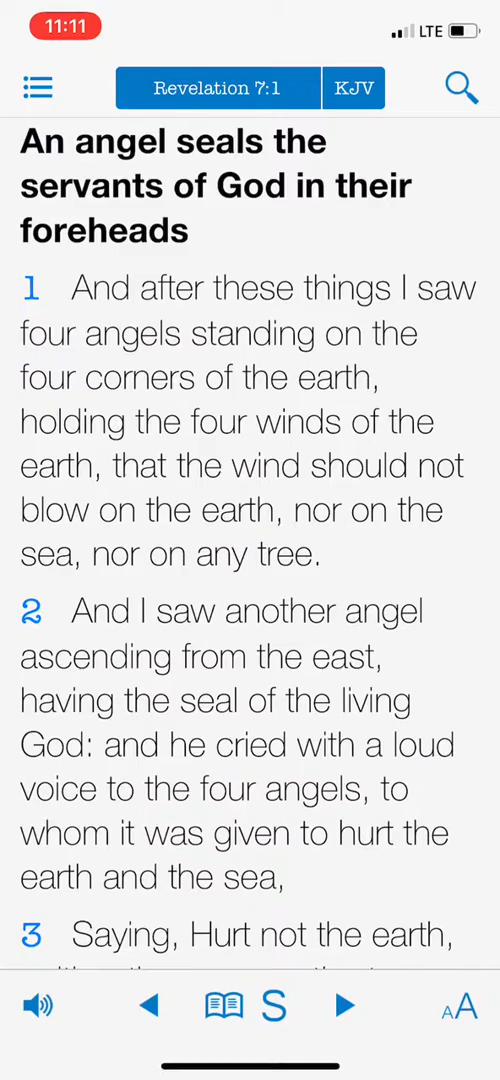 11:11
LTE
Revelation 7:1 KJV
An angel seals the
servants of God in their
foreheads
1 And after these things I saw
four angels standing on the
four corners of the earth,
holding the four winds of the
earth, that the wind should not
blow on the earth, nor on the
sea, nor on any tree.
2 And I saw another angel
ascending from the east,
having the seal of the living
God: and he cried with a loud
voice to the four angels, to
whom it was given to hurt the
earth and the sea,
3 Saying, Hurt not the earth,
S
AA